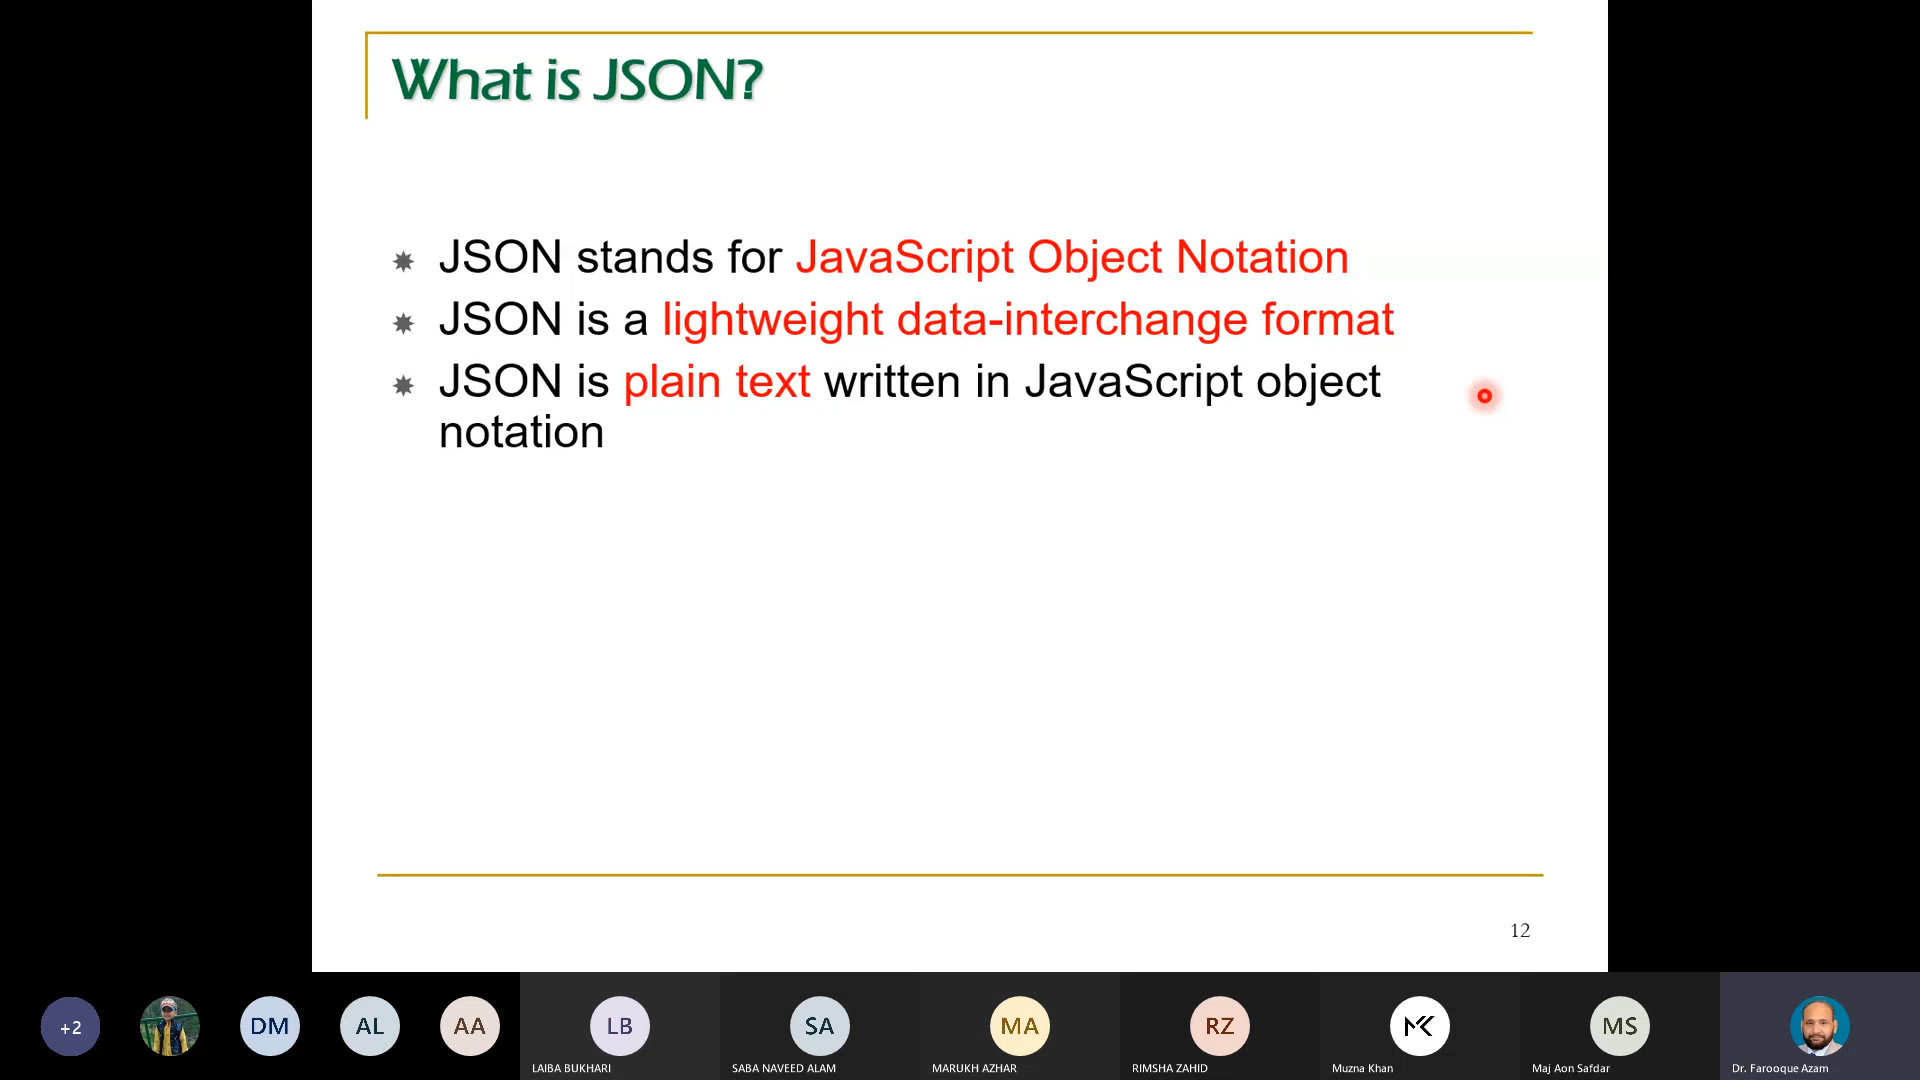 What is JSON?
JSON stands for JavaScript Object Notation
JSON is a lightweight data-interchange format
JSON is plain text written in JavaScript object
notation
12
+2
DM
AL
AA
LB
SA
MA
RZ
MK
MS
LAIBA BUKHARI
SABA NAVEED ALAM
MARUKH AZHAR
RIMSHA ZAHID
Muzna Khan
Maj Aon Safdar
Dr. Farooque Azam